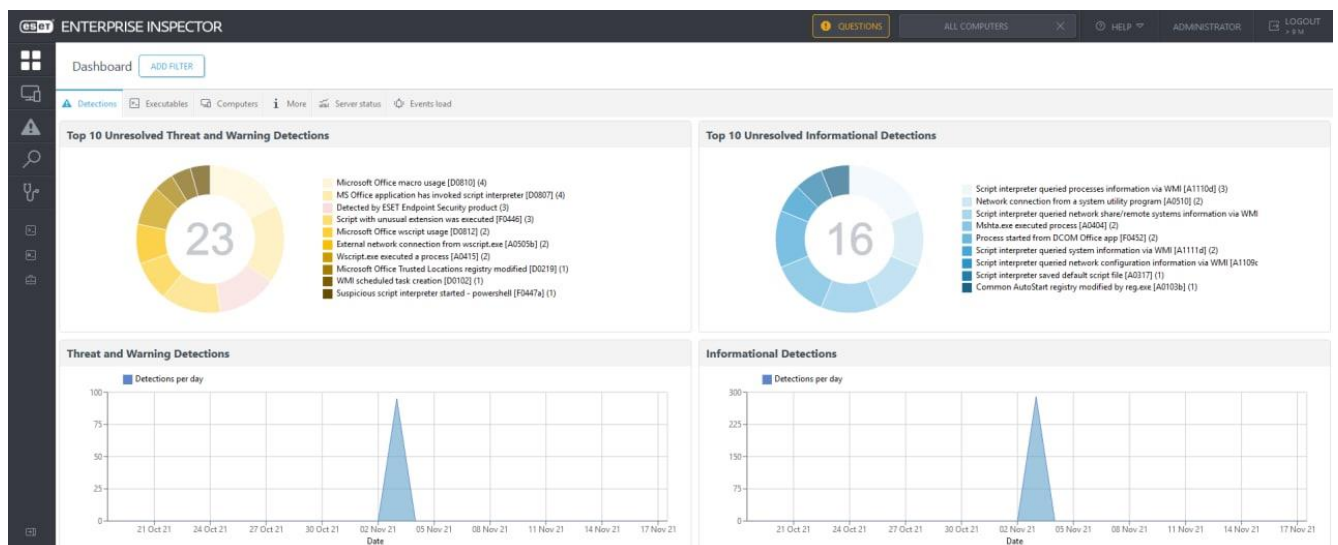 eset ENTERPRISE INSPECTOR
QUESTIONS
ALL COMPUTERS
HELP
ADMINISTRATOR
LOGOUT
Dashboard
ADD FILTER
Detections
Executables
Computers
More
Server status
Events load
Top 10 Unresolved Threat and Warning Detections
23
Microsoft Office macro usage [D0810] (4)
MS Office application has invoked script interpreter [D0807] (4)
Detected by ESET Endpoint Security product (3)
Script with unusual extension was executed [F0446] (3)
Microsoft Office wscript usage [D0812] (2)
External network connection from wscript.exe [A0505b] (2)
Wscript.exe executed a process [A0415] (2)
Microsoft Office Trusted Locations registry modified [D0219] (1)
WMI scheduled task creation [D0102] (1)
Suspicious script interpreter started - powershell [F0447a] (1)
Top 10 Unresolved Informational Detections
16
Script interpreter queried processes information via WMI [A1110d] (3)
Network connection from a system utility program [A0510] (2)
Script interpreter queried network share/remote systems information via WMI
Mshta.exe executed process [A0404] (2)
Process started from DCOM Office app [F0452] (2)
Script interpreter queried system information via WMI [A1111d] (2)
Script interpreter queried network configuration information via WMI [A1109c
Script interpreter saved default script file [A0317] (1)
Common AutoStart registry modified by reg.exe [A0103b] (1)
Threat and Warning Detections
Detections per day
100
75
50
25
0
21 Oct 21
24 Oct 21
27 Oct 21
30 Oct 21
02 Nov 21
05 Nov 21
08 Nov 21
11 Nov 21
14 Nov 21
17 Nov 21
Date
Informational Detections
Detections per day
300
225
150
75
0
21 Oct 21
24 Oct 21
27 Oct 21
30 Oct 21
02 Nov 21
05 Nov 21
08 Nov 21
11 Nov 21
14 Nov 21
17 Nov 21
Date